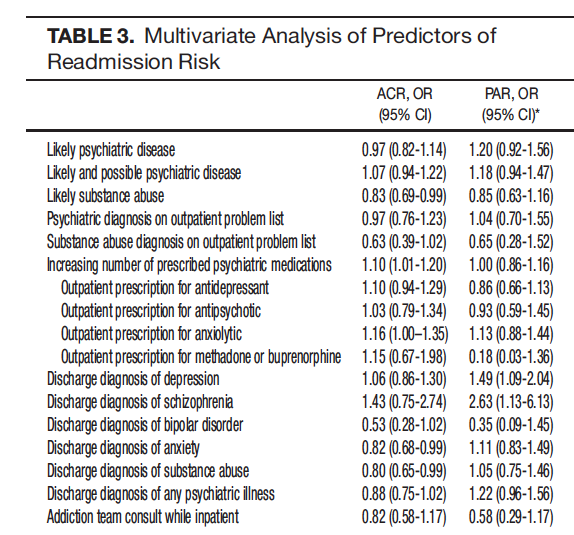 TABLE 3. Multivariate Analysis of Predictors of
Readmission Risk
ACR, OR PAR, OR
(95% CI) (95% CI)*
Likely psychiatric disease 0.97 (0.82-1.14) 1.20 (0.92-1.56)
Likely and possible psychiatric disease 1.07 (0.94-1.22) 1.18 (0.94-1.47)
Likely substance abuse 0.83 (0.69-0.99) 0.85 (0.63-1.16)
Psychiatric diagnosis on outpatient problem list 0.97 (0.76-1.23) 1.04 (0.70-1.55)
Substance abuse diagnosis on outpatient problem list 0.63 (0.39-1.02) 0.65 (0.28-1.52)
Increasing number of prescribed psychiatric medications 1.10 (1.01-1.20) 1.00 (0.86-1.16)
Outpatient prescription for antidepressant 1.10 (0.94-1.29) 0.86 (0.66-1.13)
Outpatient prescription for antipsychotic 1.03 (0.79-1.34) 0.93 (0.59-1.45)
Outpatient prescription for anxiolytic 1.16 (1.00–1.35) 1.13 (0.88-1.44)
Outpatient prescription for methadone or buprenorphine 1.15 (0.67-1.98) 0.18 (0.03-1.36)
Discharge diagnosis of depression 1.06 (0.86-1.30) 1.49 (1.09-2.04)
Discharge diagnosis of schizophrenia 1.43 (0.75-2.74) 2.63 (1.13-6.13)
Discharge diagnosis of bipolar disorder 0.53 (0.28-1.02) 0.35 (0.09-1.45)
Discharge diagnosis of anxiety 0.82 (0.68-0.99) 1.11 (0.83-1.49)
Discharge diagnosis of substance abuse 0.80 (0.65-0.99) 1.05 (0.75-1.46)
Discharge diagnosis of any psychiatric illness 0.88 (0.75-1.02) 1.22 (0.96-1.56)
Addiction team consult while inpatient 0.82 (0.58-1.17) 0.58 (0.29-1.17)